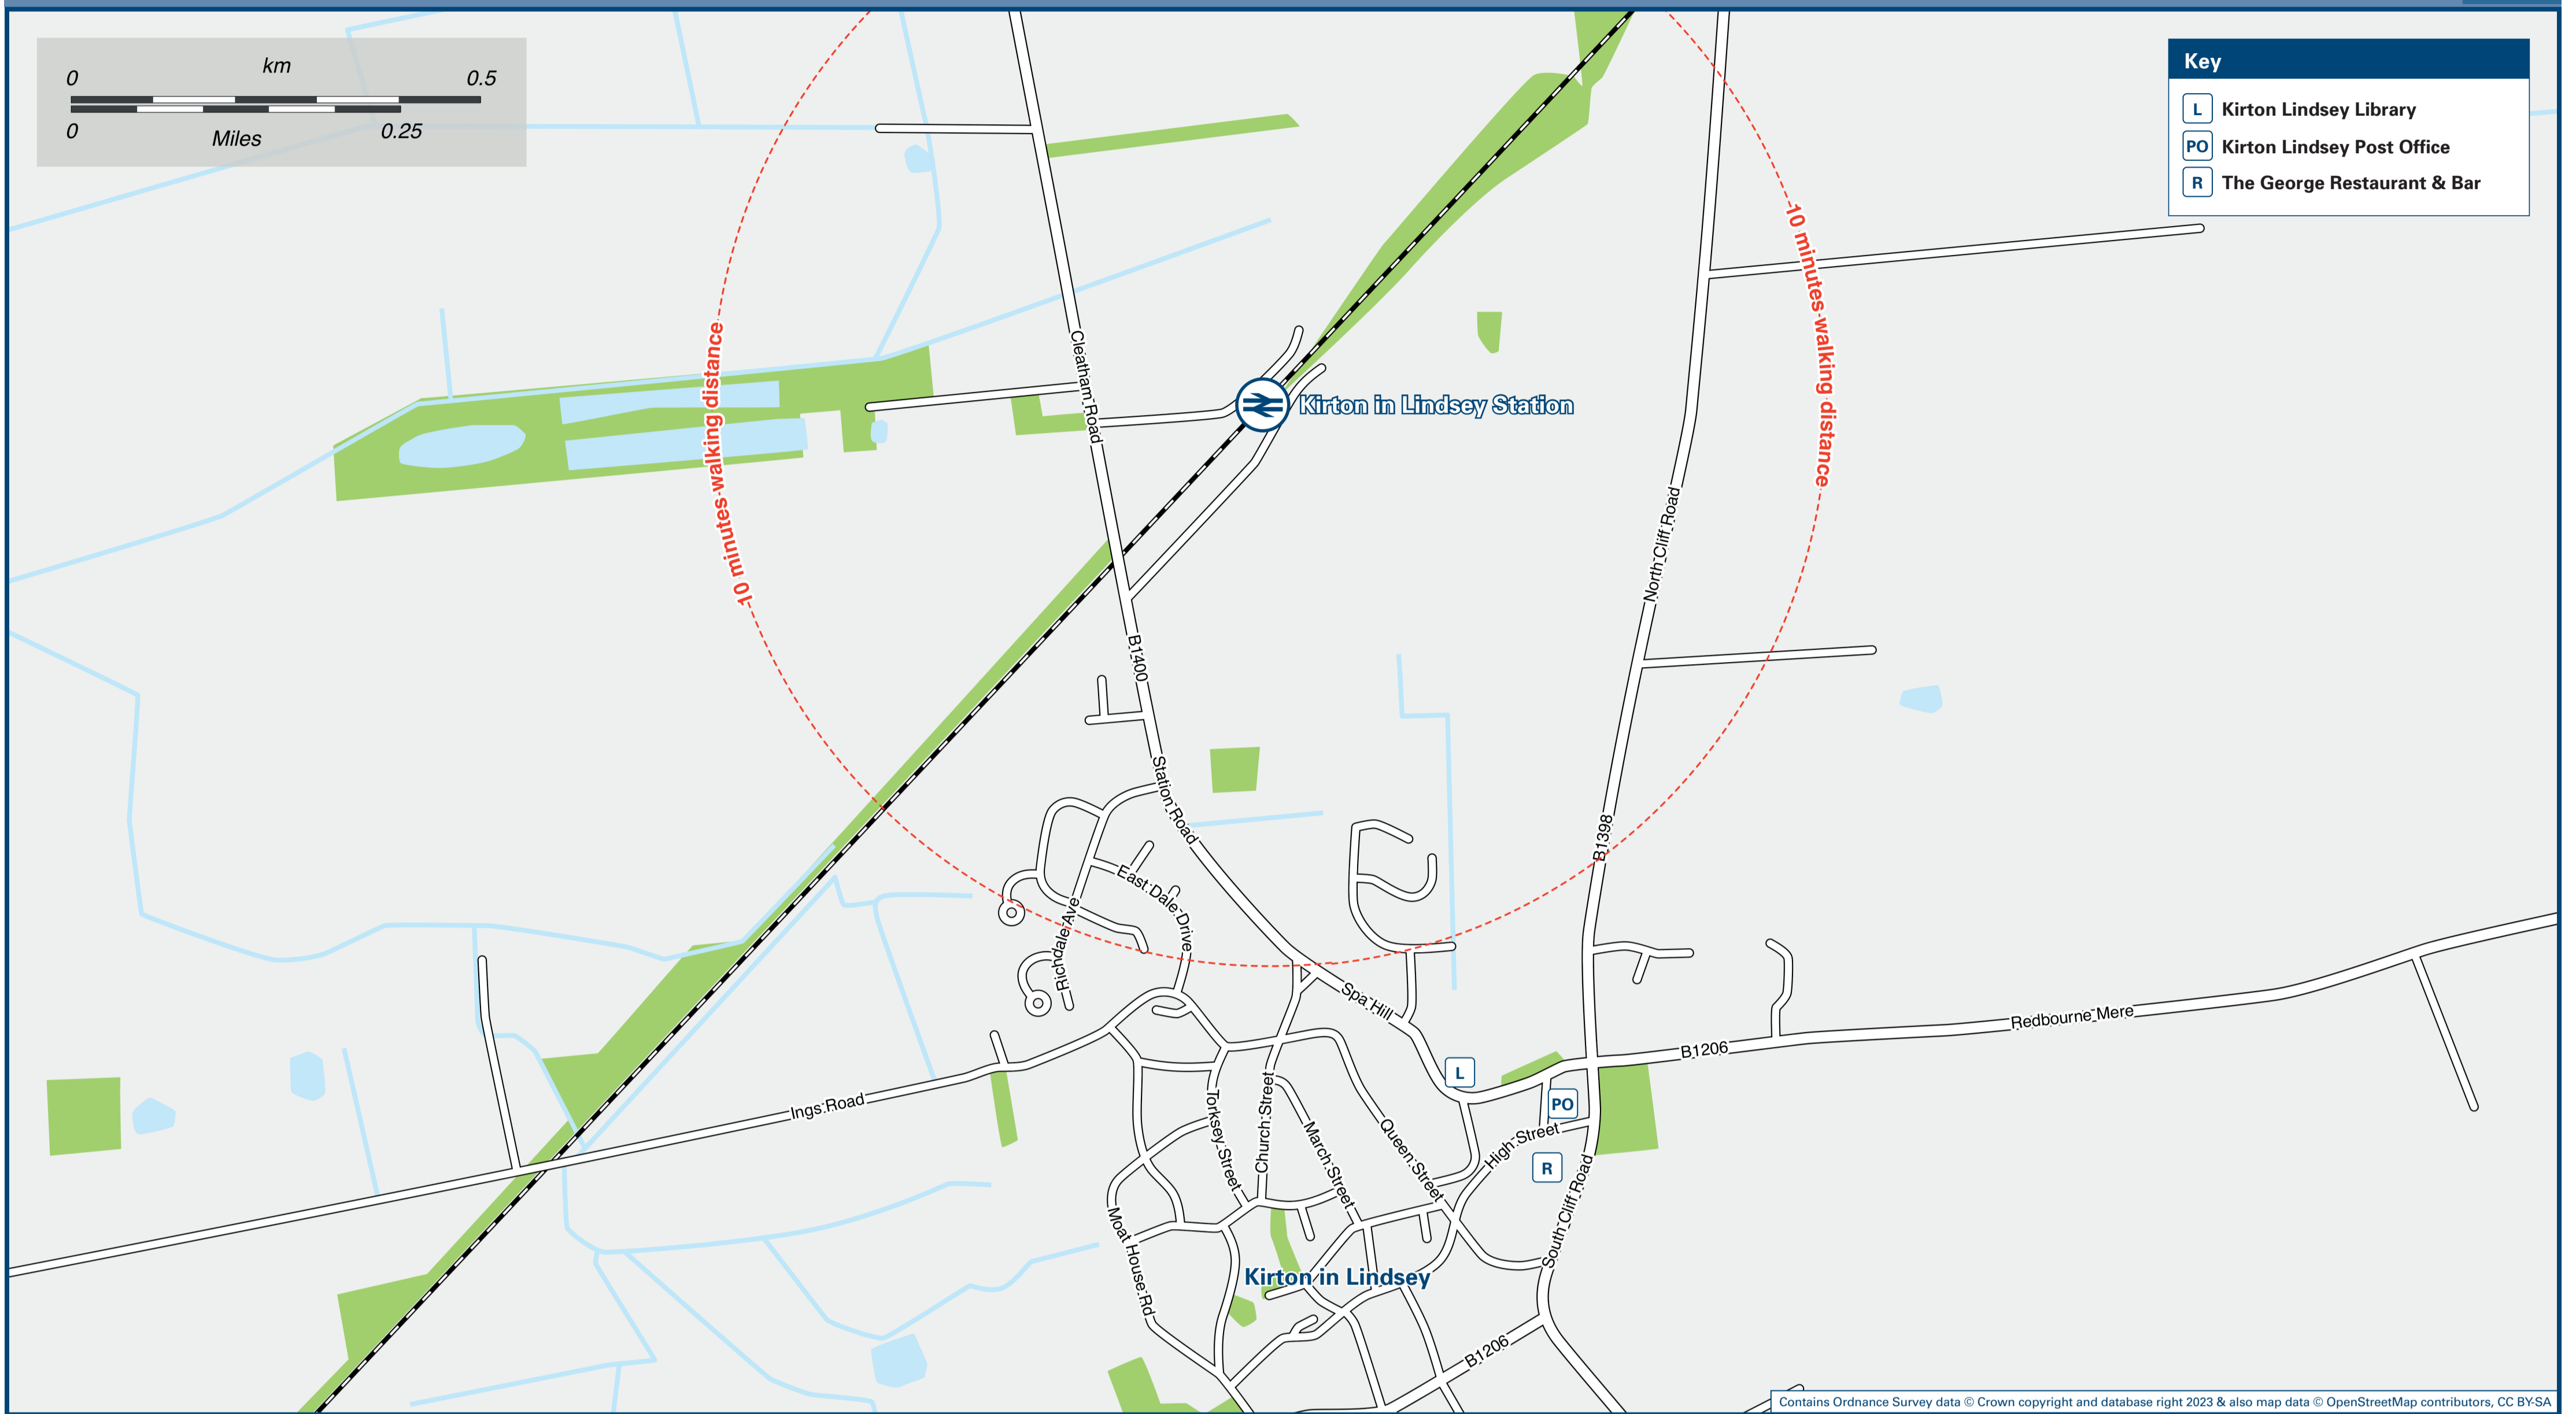 km
0 0.5
0 0.25
Miles
Key
L Kirton Lindsey Library
PO Kirton Lindsey Post Office
R The George Restaurant & Bar
10 minutes walking distance
10 minutes walking distance
Cleatham Road
Kirton in Lindsey Station
North Cliff Road
B1400
Station Road
B1398
East Dale Drive
Richdale Ave
Spa Hill
Redbourne Mere
B1206
L
PO
Ings Road
Torksey Street
Church Street
March Street
Queen Street
High Street
R
South Cliff Road
Moat House Rd
Kirton in Lindsey
B1206
Contains Ordnance Survey data © Crown copyright and database right 2023 & also map data © OpenStreetMap contributors, CC BY-SA